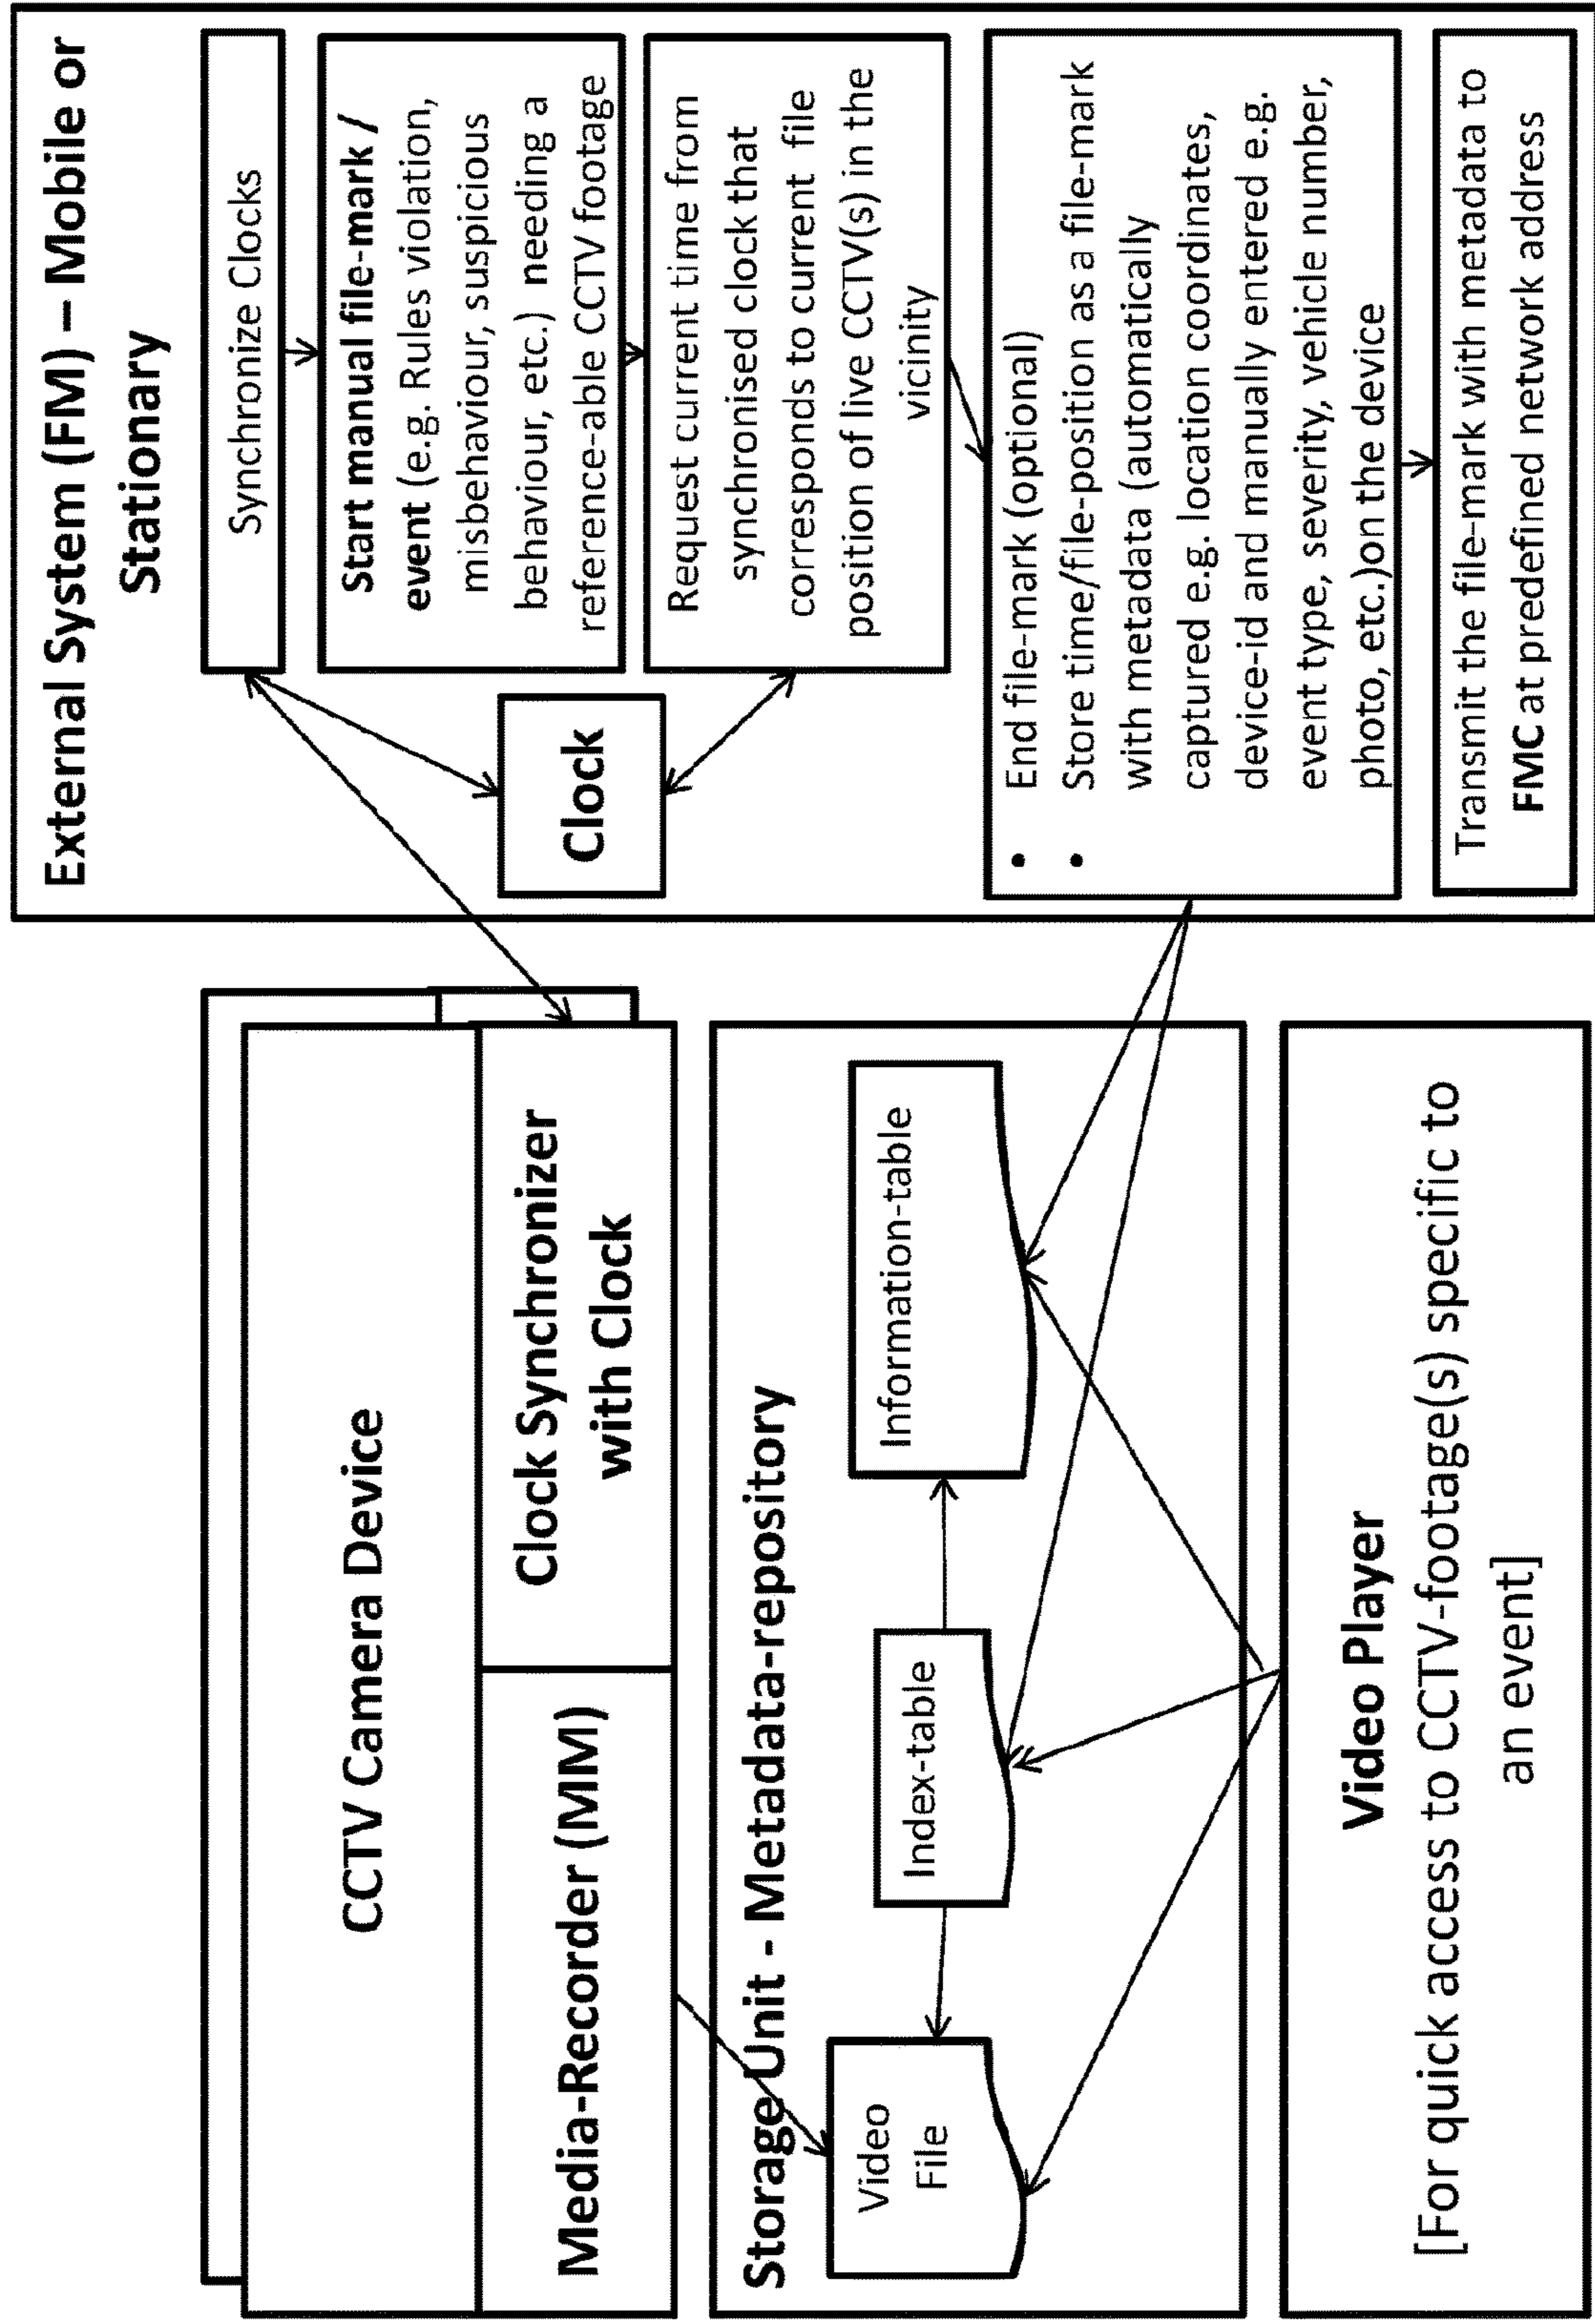 CCTV Camera Device
Media-Recorder (MM)
Clock Synchronizer
with Clock
Storage Unit - Metadata-repository
Video
File
Index-table
Information-table
Video Player
[For quick access to CCTV-footage(s) specific to
an event]
External System (FM) – Mobile or
Stationary
Synchronize Clocks
Start manual file-mark /
event (e.g. Rules violation,
misbehaviour, suspicious
behaviour, etc.) needing a
reference-able CCTV footage
Clock
Request current time from
synchronised clock that
corresponds to current file
position of live CCTV(s) in the
vicinity
• End file-mark (optional)
• Store time/file-position as a file-mark
with metadata (automatically
captured e.g. location coordinates,
device-id and manually entered e.g.
event type, severity, vehicle number,
photo, etc.)on the device
Transmit the file-mark with metadata to
FMC at predefined network address